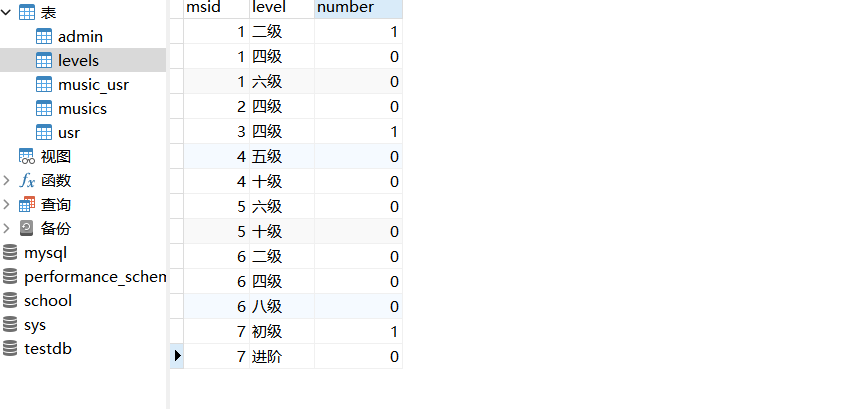 表
admin
levels
music_usr
musics
usr
视图
fx 函数
查询
备份
mysql
performance_schem
school
sys
testdb
msid level number
1 二级 1
1 四级 0
1 六级 0
2 四级 0
3 四级 1
4 五级 0
4 十级 0
5 六级 0
5 十级 0
6 二级 0
6 四级 0
6 八级 0
7 初级 1
7 进阶 0